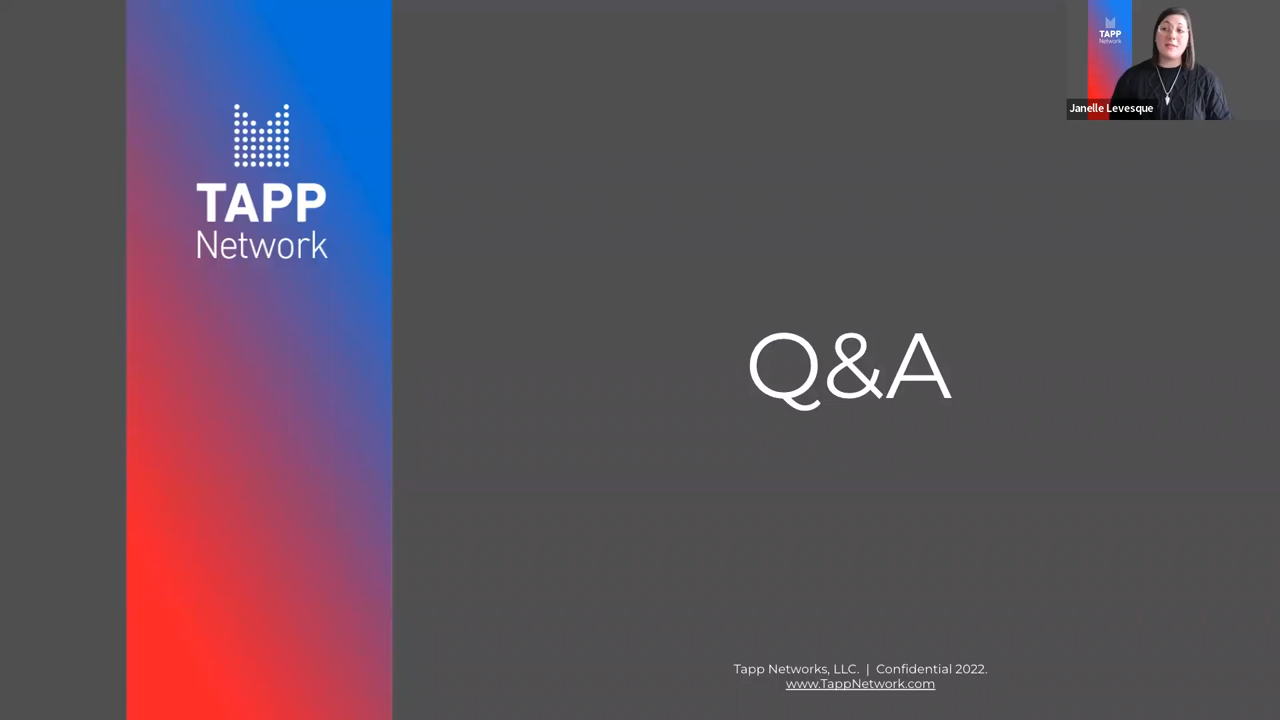 TAPP
Network
TAPP
Network
Janelle Levesque
Q&A
Tapp Networks, LLC. | Confidential 2022.
www.TappNetwork.com